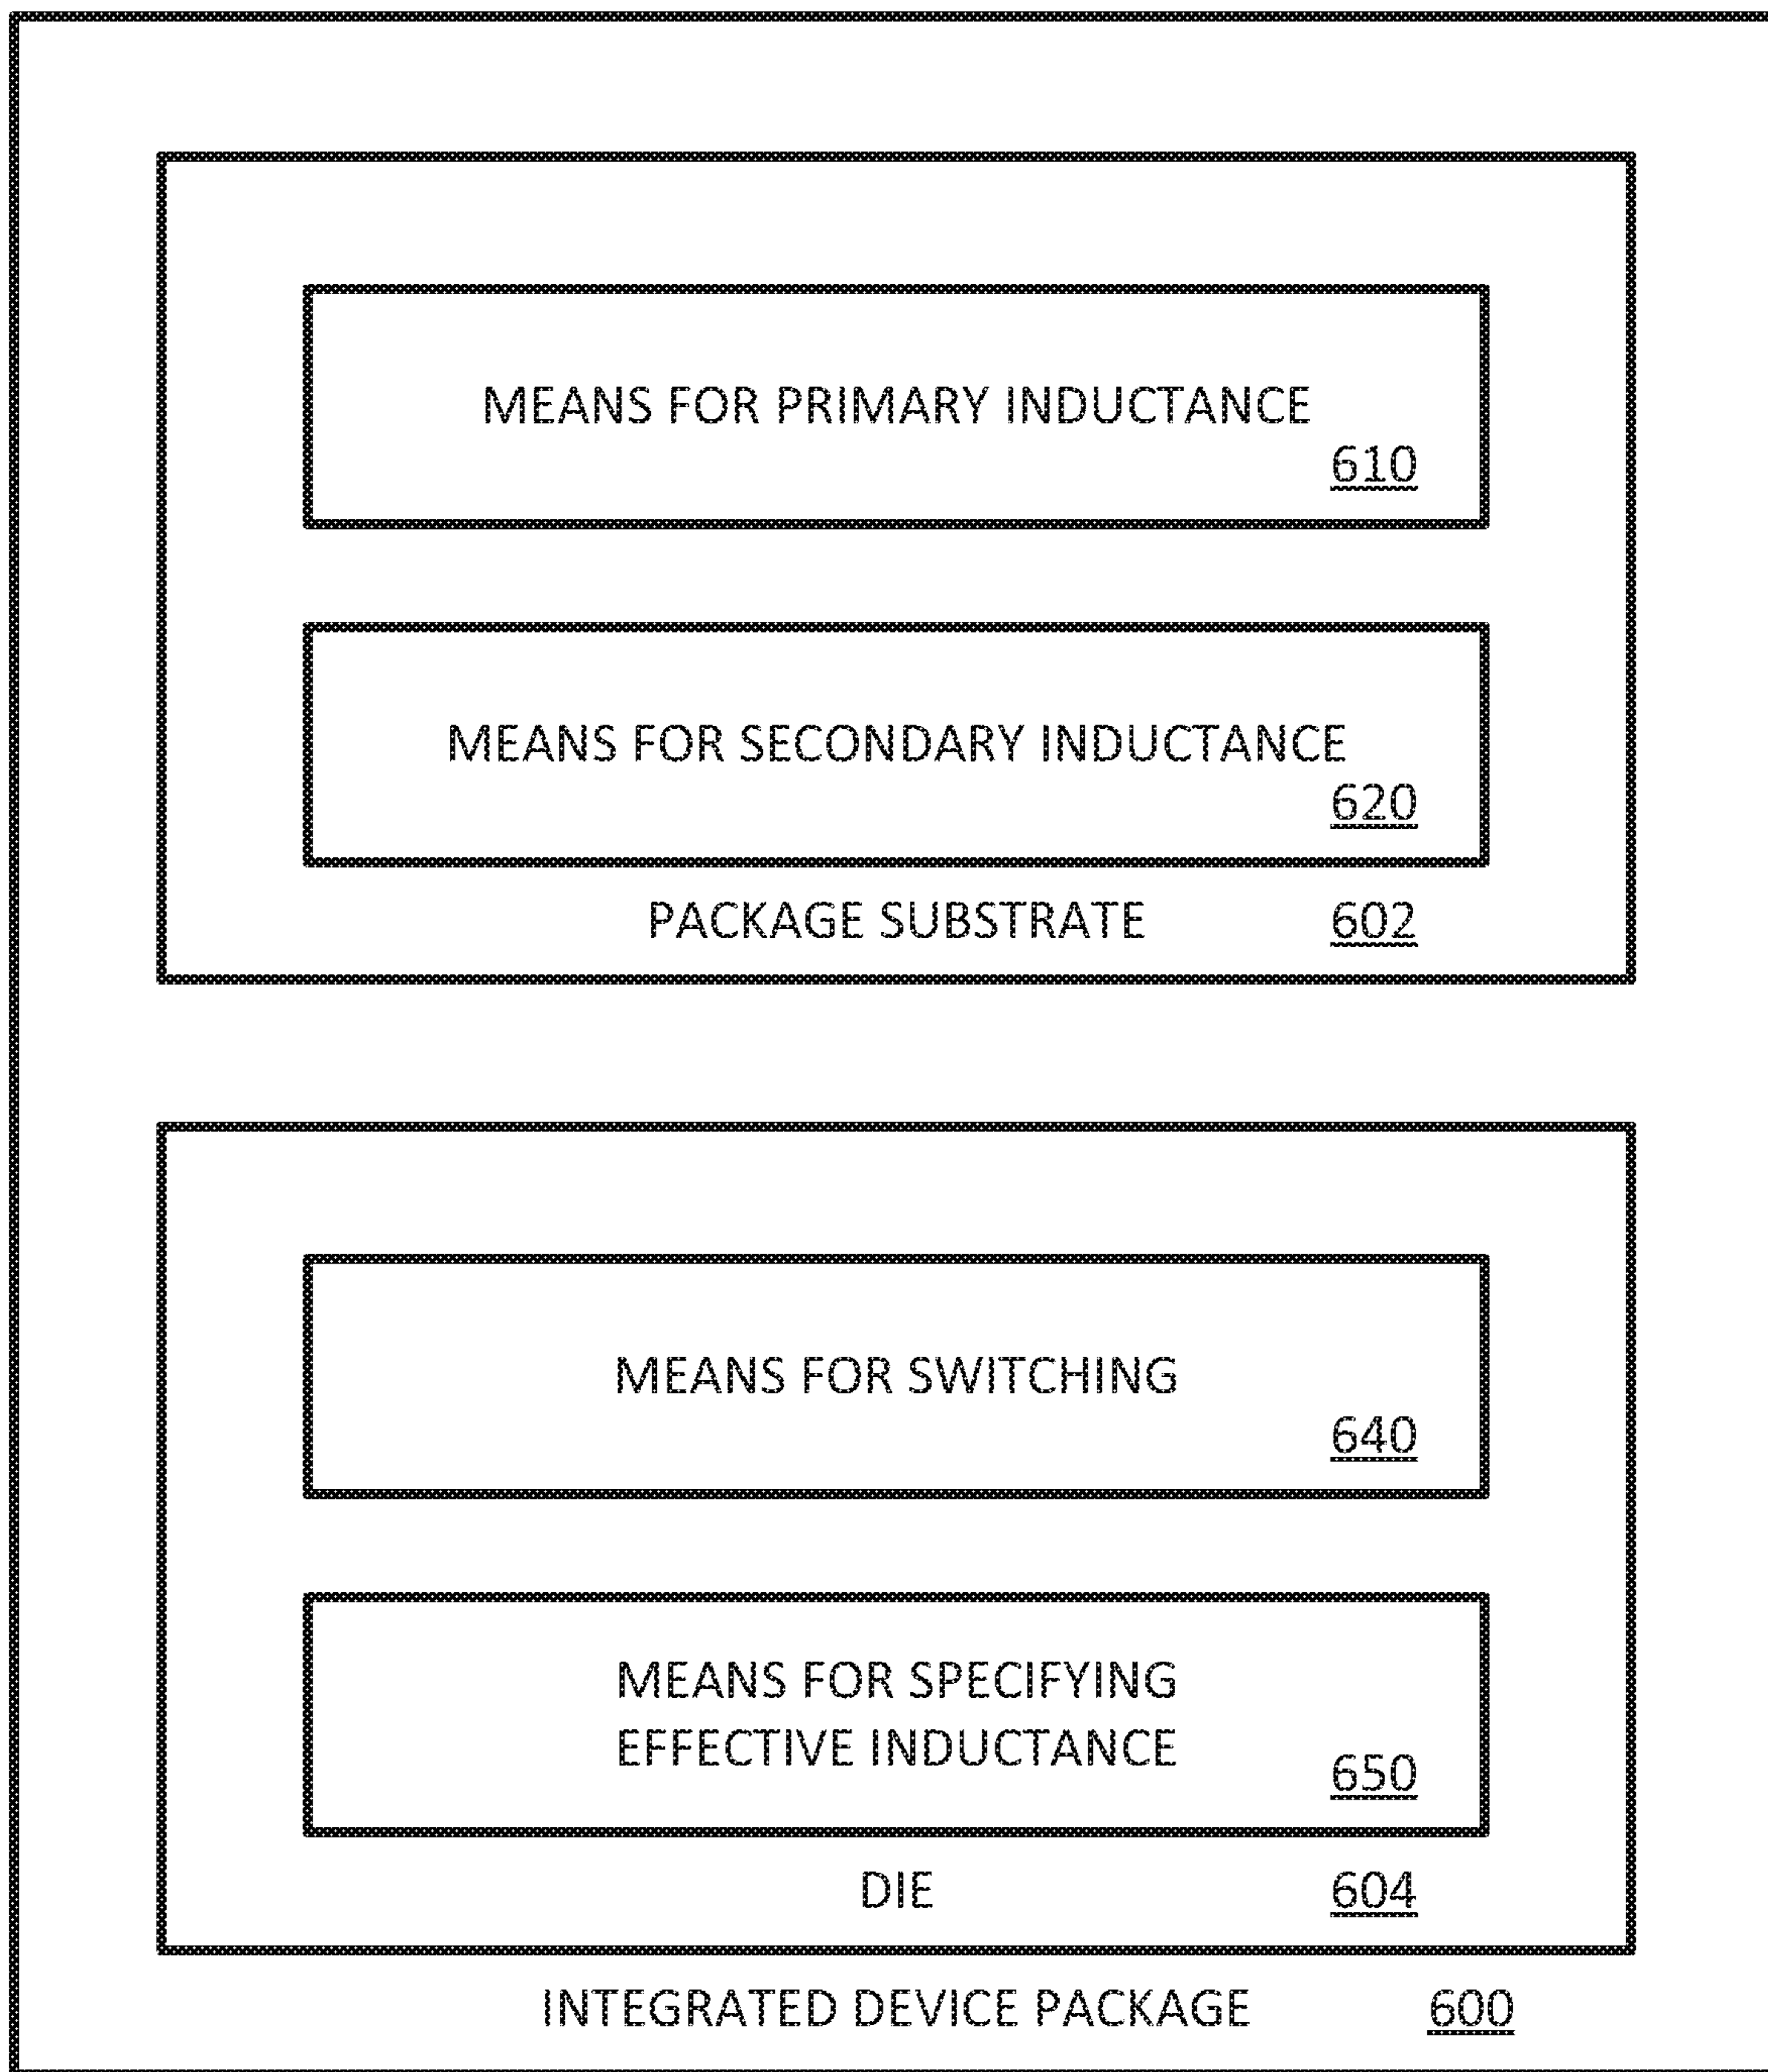 MEANS FOR PRIMARY INDUCTANCE
610
MEANS FOR SECONDARY INDUCTANCE
620
PACKAGE SUBSTRATE 602
MEANS FOR SWITCHING
640
MEANS FOR SPECIFYING
EFFECTIVE INDUCTANCE
650
DIE 604
INTEGRATED DEVICE PACKAGE 600